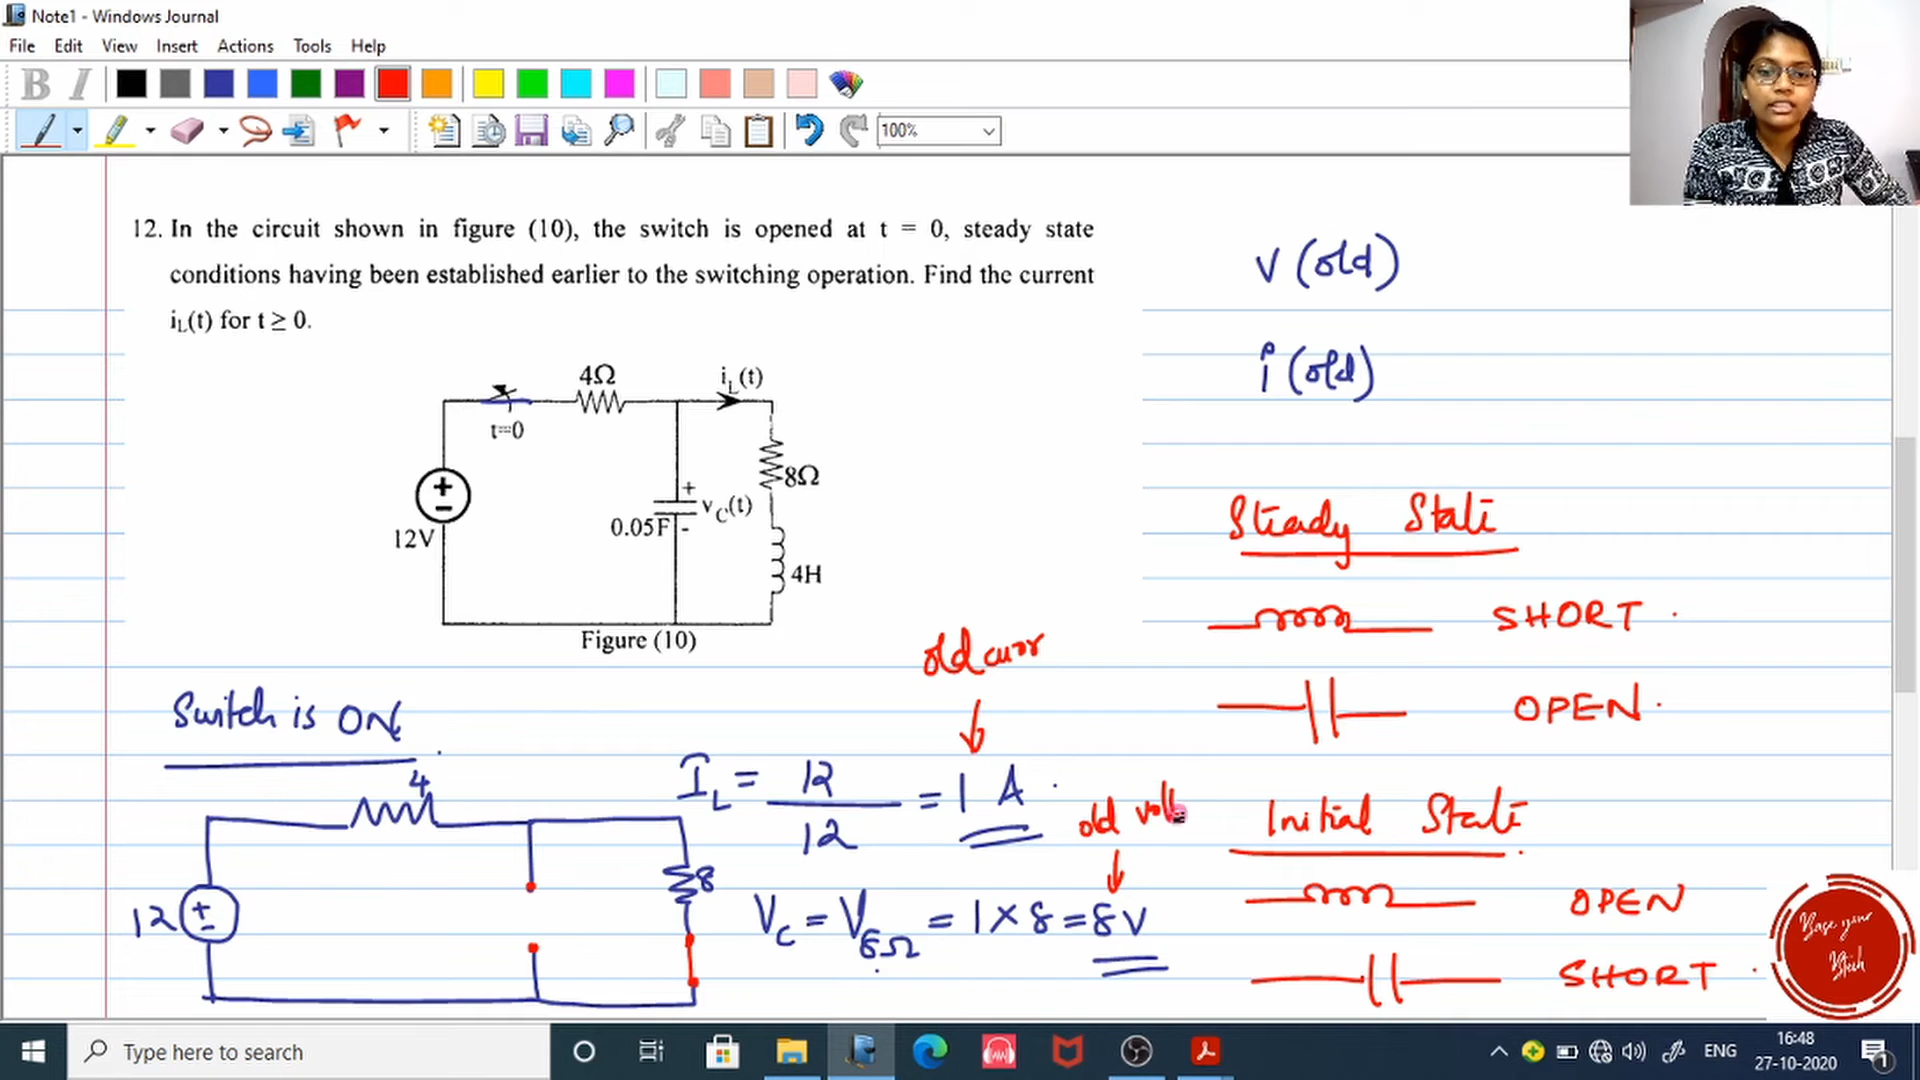 Note1 - Windows Journal
File Edit View Insert Actions Tools Help
B I
100%
12. In the circuit shown in figure (10), the switch is opened at t = 0, steady state
conditions having been established earlier to the switching operation. Find the current
iL(t) for t ≥ 0.
4Ω
iL(t)
t=0
8Ω
+
vC(t)
-
0.05F
+
-
12V
4H
Figure (10)
v (old)
i (old)
Steady State
SHORT.
OPEN.
Initial State
OPEN
SHORT.
Switch is ON.
4
8
12
+
-
old curr
↓
IL = 12/12 = 1 A.
old volt
↓
VC = V8Ω = 1 × 8 = 8V
Base your
Btech
Type here to search
ENG
16:48
27-10-2020
1